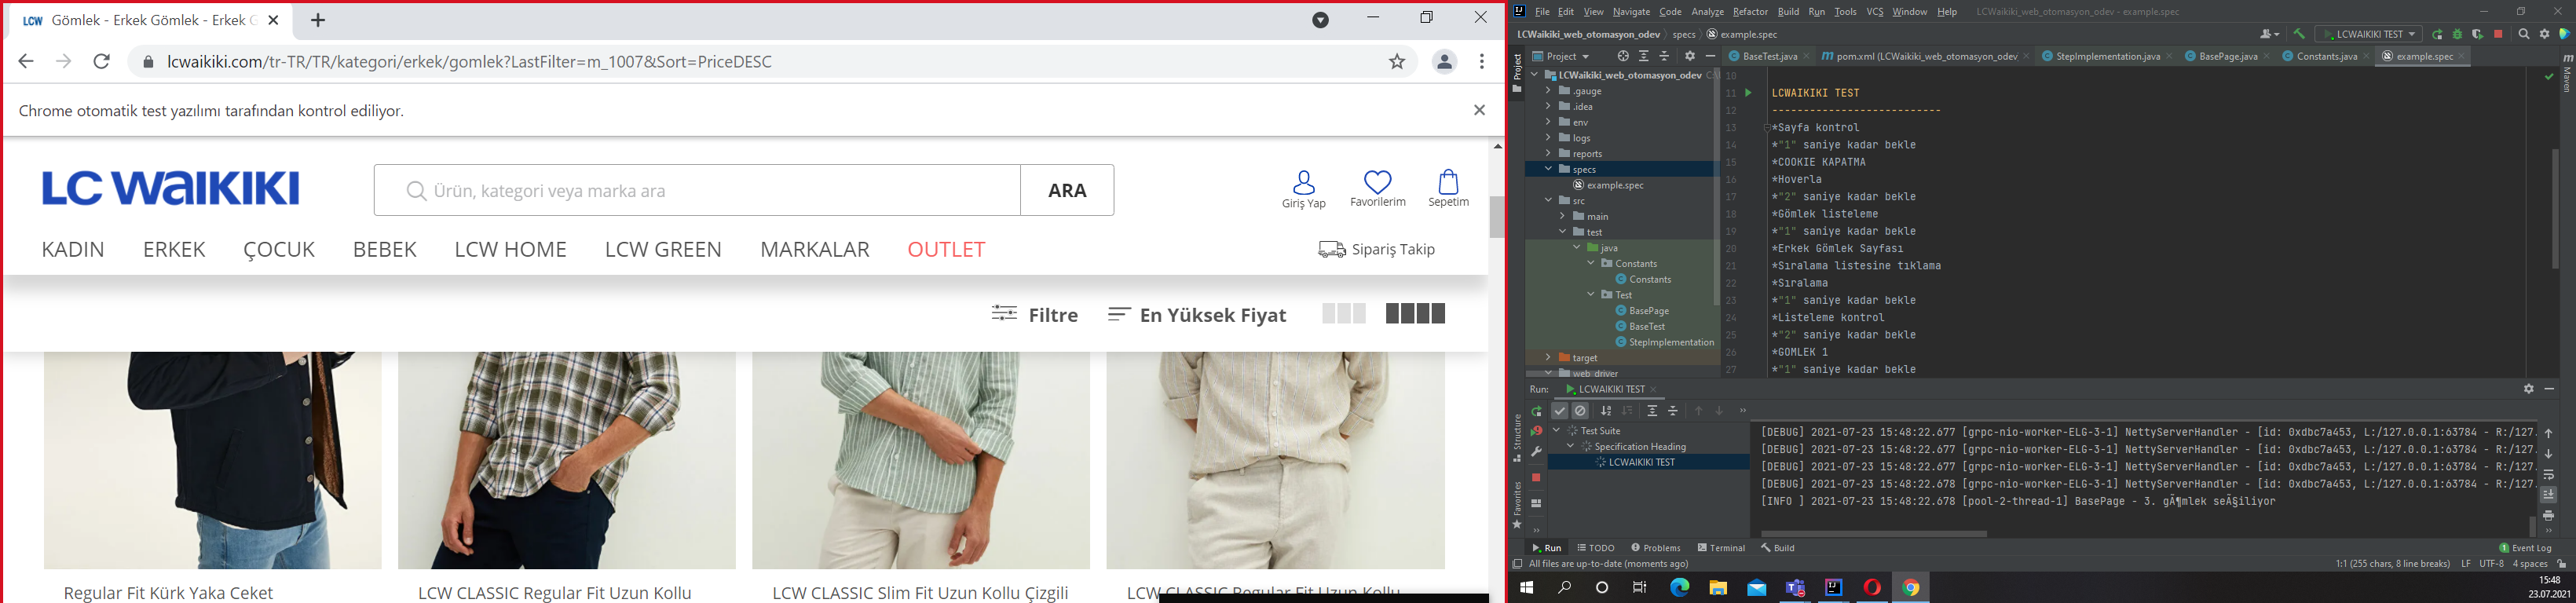 LCW Gömlek - Erkek Gömlek - Erkek G
lcwaikiki.com/tr-TR/TR/kategori/erkek/gomlek?LastFilter=m_1007&Sort=PriceDESC
Chrome otomatik test yazılımı tarafından kontrol ediliyor.
LC WAIKIKI
Ürün, kategori veya marka ara
ARA
Giriş Yap
Favorilerim
Sepetim
KADIN ERKEK ÇOCUK BEBEK LCW HOME LCW GREEN MARKALAR OUTLET
Sipariş Takip
Filtre
En Yüksek Fiyat
Regular Fit Kürk Yaka Ceket
LCW CLASSIC Regular Fit Uzun Kollu
LCW CLASSIC Slim Fit Uzun Kollu Çizgili
LCW CLASSIC Regular Fit Uzun Kollu
File Edit View Navigate Code Analyze Refactor Build Run Tools VCS Window Help LCWaikiki_web_otomasyon_odev - example.spec
LCWaikiki_web_otomasyon_odev specs example.spec
LCWAIKIKI TEST
Project
BaseTest.java
pom.xml (LCWaikiki_web_otomasyon_odev)
StepImplementation.java
BasePage.java
Constants.java
example.spec
Project
Maven
LCWaikiki_web_otomasyon_odev
.gauge
.idea
env
logs
reports
specs
example.spec
src
main
test
java
Constants
Constants
Test
BasePage
BaseTest
StepImplementation
target
web_driver
10
11 LCWAIKIKI TEST
12 ---------------------------
13 *Sayfa kontrol
14 *"1" saniye kadar bekle
15 *COOKIE KAPATMA
16 *Hoverla
17 *"2" saniye kadar bekle
18 *Gömlek listeleme
19 *"1" saniye kadar bekle
20 *Erkek Gömlek Sayfası
21 *Sıralama listesine tıklama
22 *Sıralama
23 *"1" saniye kadar bekle
24 *Listeleme kontrol
25 *"2" saniye kadar bekle
26 *GOMLEK 1
27 *"1" saniye kadar bekle
Run: LCWAIKIKI TEST
Structure
Favorites
Test Suite
Specification Heading
LCWAIKIKI TEST
[DEBUG] 2021-07-23 15:48:22.677 [grpc-nio-worker-ELG-3-1] NettyServerHandler - [id: 0xdbc7a453, L:/127.0.0.1:63784 - R:/127.
[DEBUG] 2021-07-23 15:48:22.677 [grpc-nio-worker-ELG-3-1] NettyServerHandler - [id: 0xdbc7a453, L:/127.0.0.1:63784 - R:/127.
[DEBUG] 2021-07-23 15:48:22.677 [grpc-nio-worker-ELG-3-1] NettyServerHandler - [id: 0xdbc7a453, L:/127.0.0.1:63784 - R:/127.
[DEBUG] 2021-07-23 15:48:22.678 [grpc-nio-worker-ELG-3-1] NettyServerHandler - [id: 0xdbc7a453, L:/127.0.0.1:63784 - R:/127.
[INFO ] 2021-07-23 15:48:22.678 [pool-2-thread-1] BasePage - 3. gÃ¶mlek seÃ§iliyor
Run TODO Problems Terminal Build
1 Event Log
All files are up-to-date (moments ago)
1:1 (255 chars, 8 line breaks) LF UTF-8 4 spaces
15:48
23.07.2021